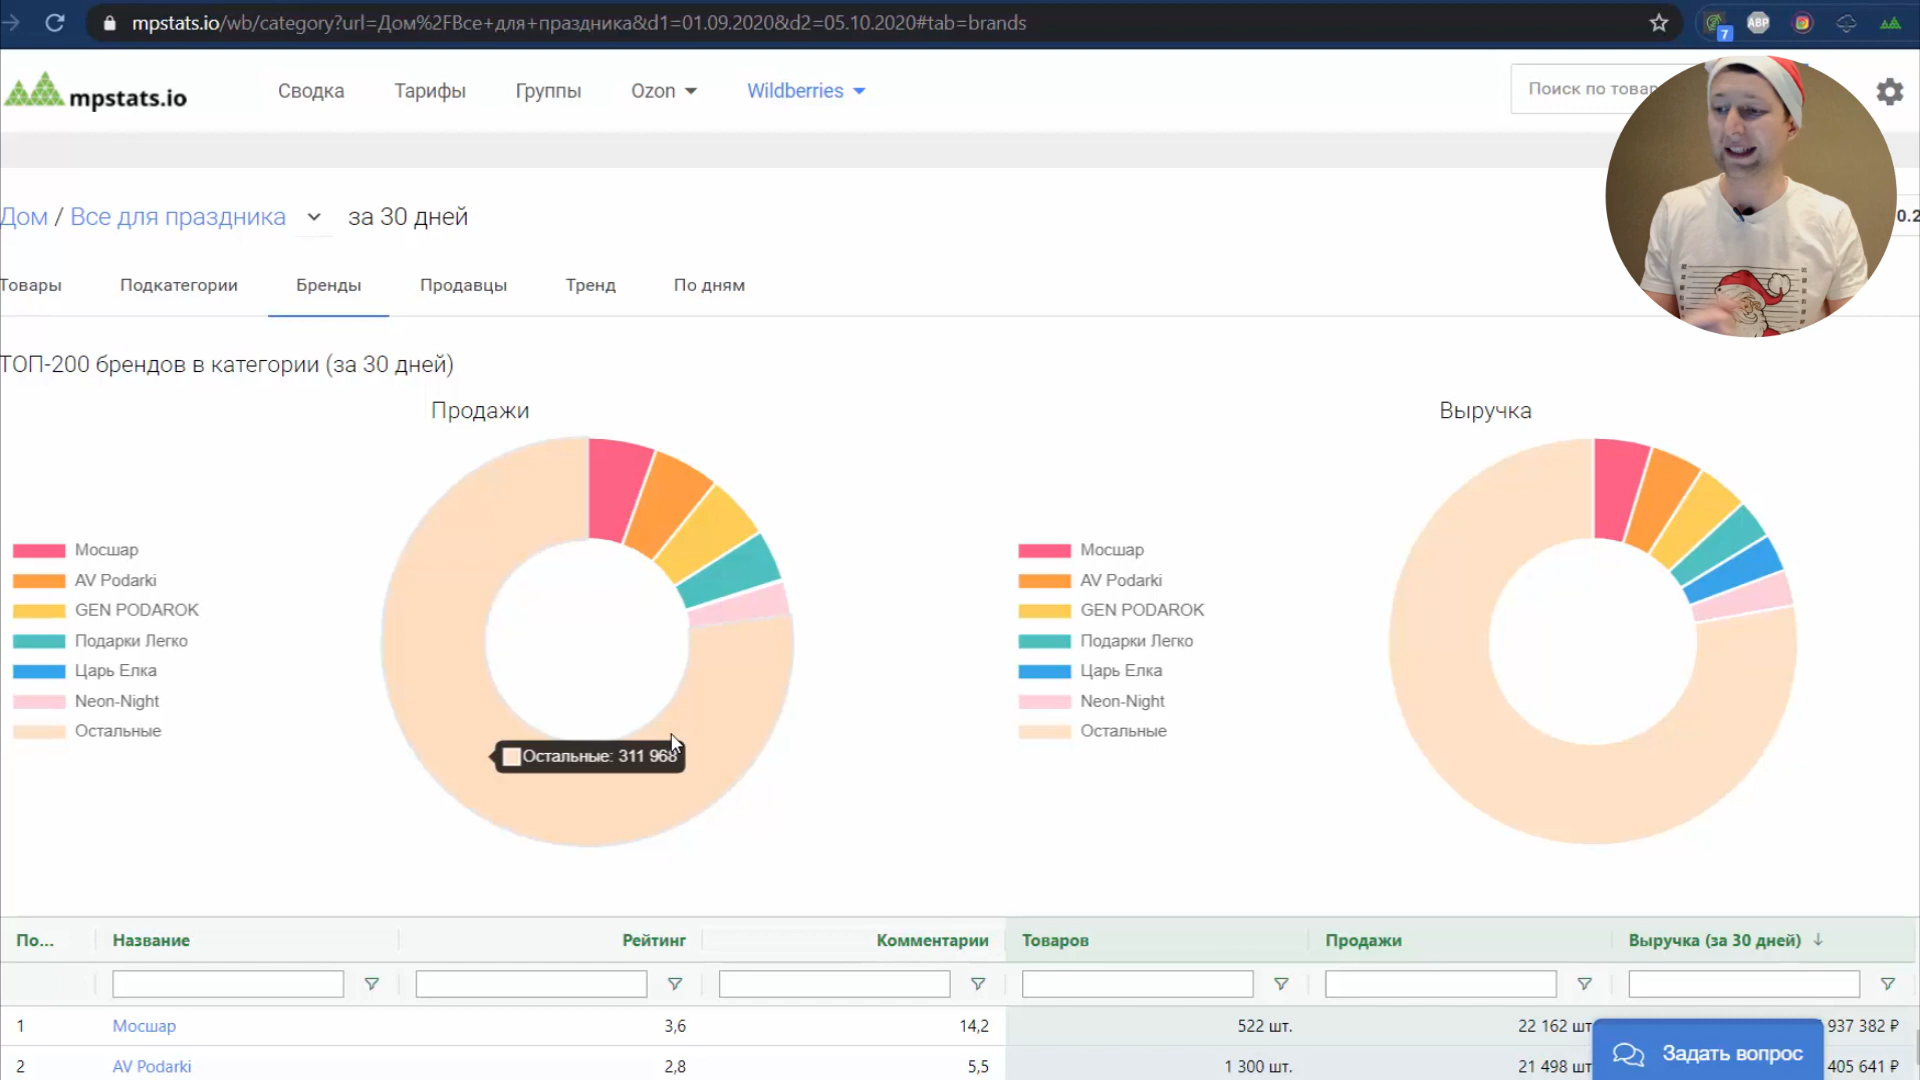 mpstats.io/wb/category?url=Дом%2FВсе+для+праздника&d1=01.09.2020&d2=05.10.2020#tab=brands
7
ABP
mpstats.io
Сводка
Тарифы
Группы
Ozon
Wildberries
Поиск по товар
Дом / Все для праздника
за 30 дней
0.2
Товары
Подкатегории
Бренды
Продавцы
Тренд
По дням
ТОП-200 брендов в категории (за 30 дней)
Продажи
Мосшар
AV Podarki
GEN PODAROK
Подарки Легко
Царь Елка
Neon-Night
Остальные
Остальные: 311 968
Выручка
Мосшар
AV Podarki
GEN PODAROK
Подарки Легко
Царь Елка
Neon-Night
Остальные
По... Название Рейтинг Комментарии Товаров Продажи Выручка (за 30 дней)
1 Мосшар 3,6 14,2 522 шт. 22 162 шт 937 382 ₽
2 AV Podarki 2,8 5,5 1 300 шт. 21 498 шт 405 641 ₽
Задать вопрос